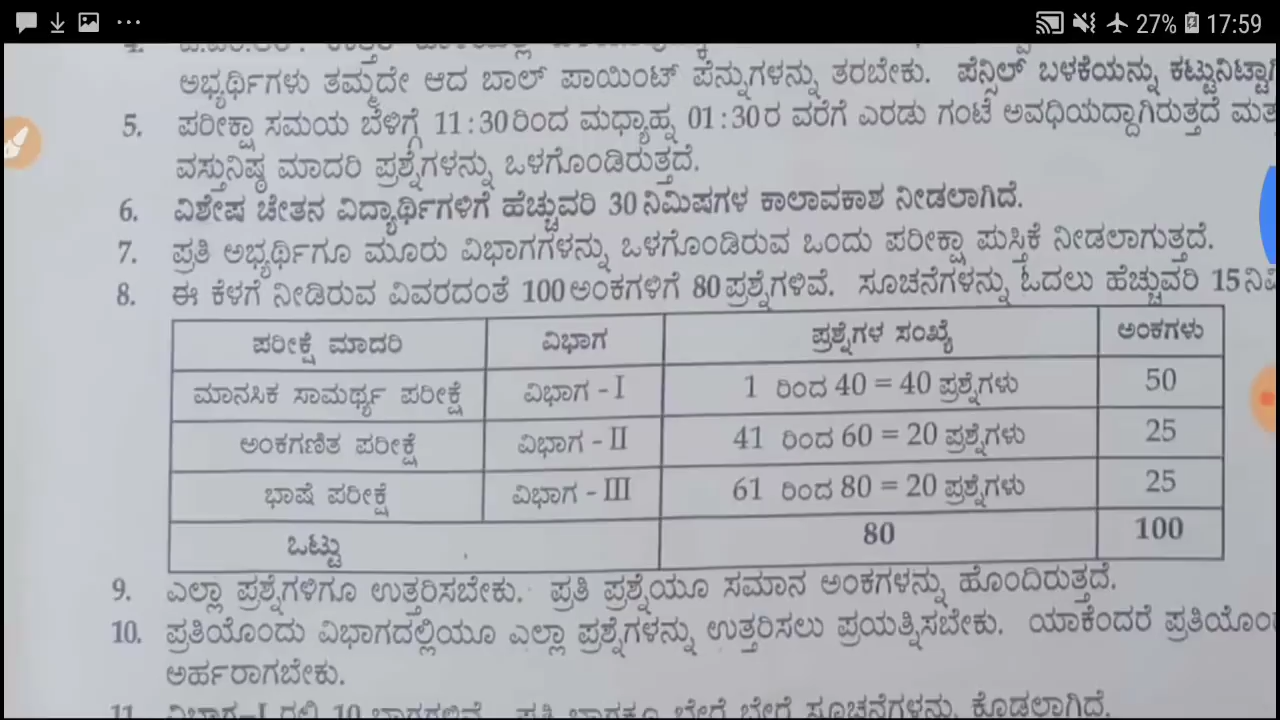 27% 17:59
ಅಭ್ಯರ್ಥಿಗಳು ತಮ್ಮದೇ ಆದ ಬಾಲ್ ಪಾಯಿಂಟ್ ಪೆನ್ನುಗಳನ್ನು ತರಬೇಕು. ಪೆನ್ಸಿಲ್ ಬಳಕೆಯನ್ನು
5. ಪರೀಕ್ಷಾ ಸಮಯ ಬೆಳಿಗ್ಗೆ 11:30ರಿಂದ ಮಧ್ಯಾಹ್ನ 01:30ರ ವರೆಗೆ ಎರಡು ಗಂಟೆ ಅವಧಿಯದ್ದಾಗಿರುತ್ತದೆ
ವಸ್ತುನಿಷ್ಠ ಮಾದರಿ ಪ್ರಶ್ನೆಗಳನ್ನು ಒಳಗೊಂಡಿರುತ್ತದೆ.
6. ವಿಶೇಷ ಚೇತನ ವಿದ್ಯಾರ್ಥಿಗಳಿಗೆ ಹೆಚ್ಚುವರಿ 30 ನಿಮಿಷಗಳ ಕಾಲಾವಕಾಶ ನೀಡಲಾಗಿದೆ.
7. ಪ್ರತಿ ಅಭ್ಯರ್ಥಿಗೂ ಮೂರು ವಿಭಾಗಗಳನ್ನು ಒಳಗೊಂಡಿರುವ ಒಂದು ಪರೀಕ್ಷಾ ಪುಸ್ತಿಕೆ ನೀಡಲಾಗುತ್ತದೆ.
8. ಈ ಕೆಳಗೆ ನೀಡಿರುವ ವಿವರದಂತೆ 100 ಅಂಕಗಳಿಗೆ 80 ಪ್ರಶ್ನೆಗಳಿವೆ. ಸೂಚನೆಗಳನ್ನು ಓದಲು ಹೆಚ್ಚುವರಿ 15
ಪರೀಕ್ಷೆ ಮಾದರಿ ವಿಭಾಗ ಪ್ರಶ್ನೆಗಳ ಸಂಖ್ಯೆ ಅಂಕಗಳು
ಮಾನಸಿಕ ಸಾಮರ್ಥ್ಯ ಪರೀಕ್ಷೆ ವಿಭಾಗ - I 1 ರಿಂದ 40 = 40 ಪ್ರಶ್ನೆಗಳು 50
ಅಂಕಗಣಿತ ಪರೀಕ್ಷೆ ವಿಭಾಗ - II 41 ರಿಂದ 60 = 20 ಪ್ರಶ್ನೆಗಳು 25
ಭಾಷೆ ಪರೀಕ್ಷೆ ವಿಭಾಗ - III 61 ರಿಂದ 80 = 20 ಪ್ರಶ್ನೆಗಳು 25
ಒಟ್ಟು 80 100
9. ಎಲ್ಲಾ ಪ್ರಶ್ನೆಗಳಿಗೂ ಉತ್ತರಿಸಬೇಕು. ಪ್ರತಿ ಪ್ರಶ್ನೆಯೂ ಸಮಾನ ಅಂಕಗಳನ್ನು ಹೊಂದಿರುತ್ತದೆ.
10. ಪ್ರತಿಯೊಂದು ವಿಭಾಗದಲ್ಲಿಯೂ ಎಲ್ಲಾ ಪ್ರಶ್ನೆಗಳನ್ನು ಉತ್ತರಿಸಲು ಪ್ರಯತ್ನಿಸಬೇಕು. ಯಾಕೆಂದರೆ
ಅರ್ಹರಾಗಬೇಕು.